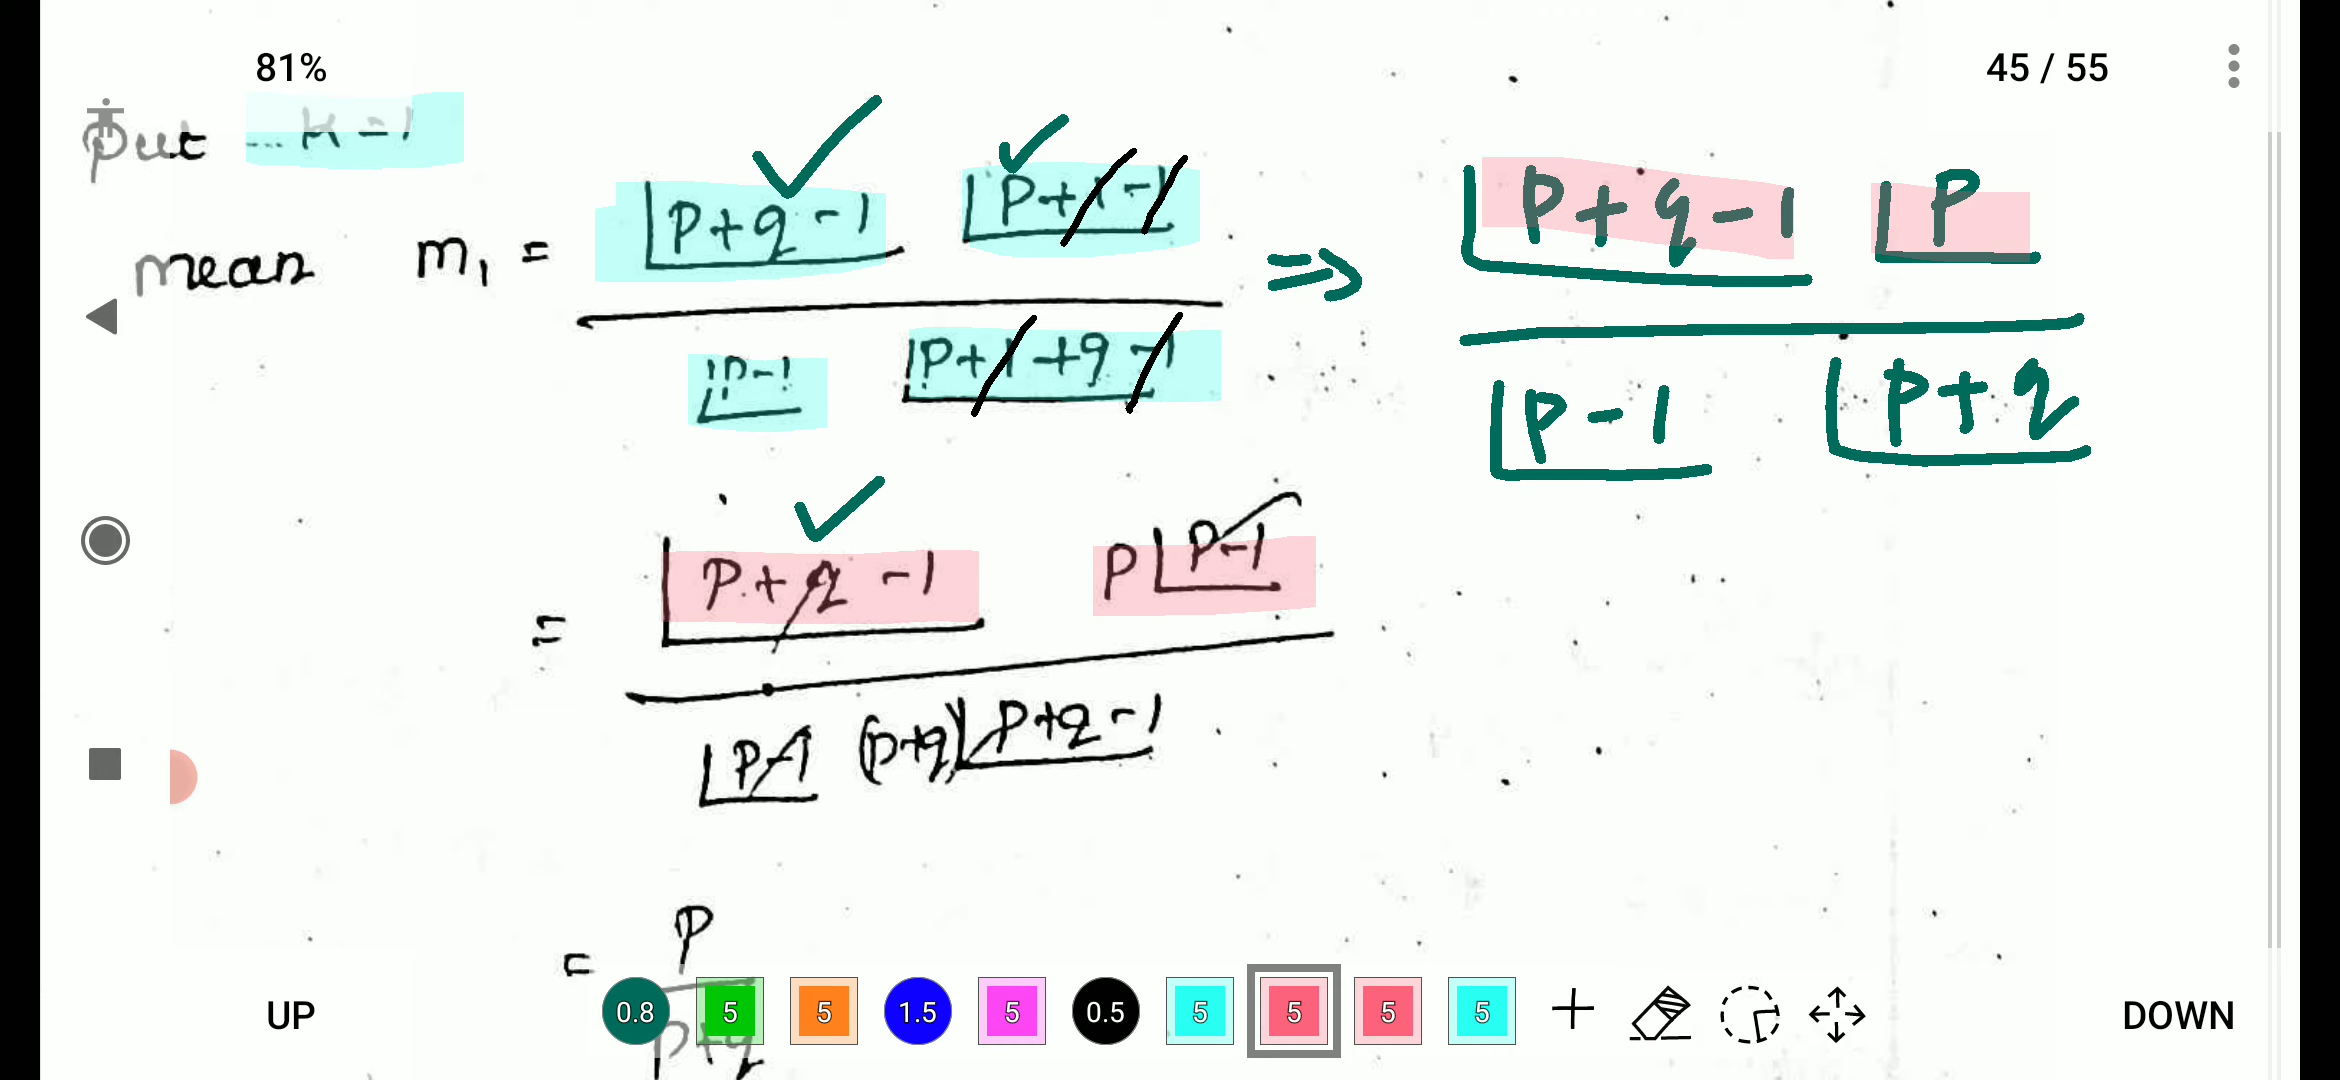 81%
45 / 55
put ... K = 1
mean m₁ = |p+q-1 |p+1-1 / |p-1 |p+1+q-1 ⇒ |p+q-1 |p / |p-1 |p+q
= |p+q-1 p|p-1 / |p-1 (p+q)|p+q-1
= p / p+q
UP
0.8 5 5 1.5 5 0.5 5 5 5 5 +
DOWN